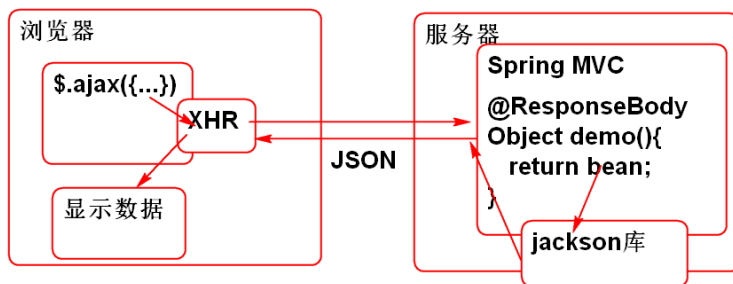 浏览器
$.ajax({...})
XHR
显示数据
JSON
服务器
Spring MVC
@ResponseBody
Object demo(){
return bean;
}
jackson库